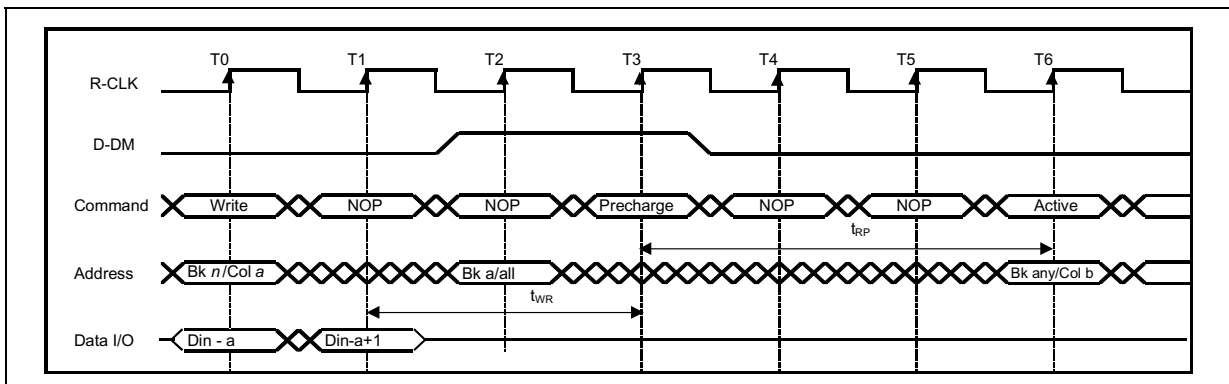 T0 T1 T2 T3 T4 T5 T6
R-CLK
D-DM
Command Write NOP NOP Precharge NOP NOP Active
tRP
Address Bk n/Col a Bk a/all Bk any/Col b
tWR
Data I/O Din - a Din-a+1